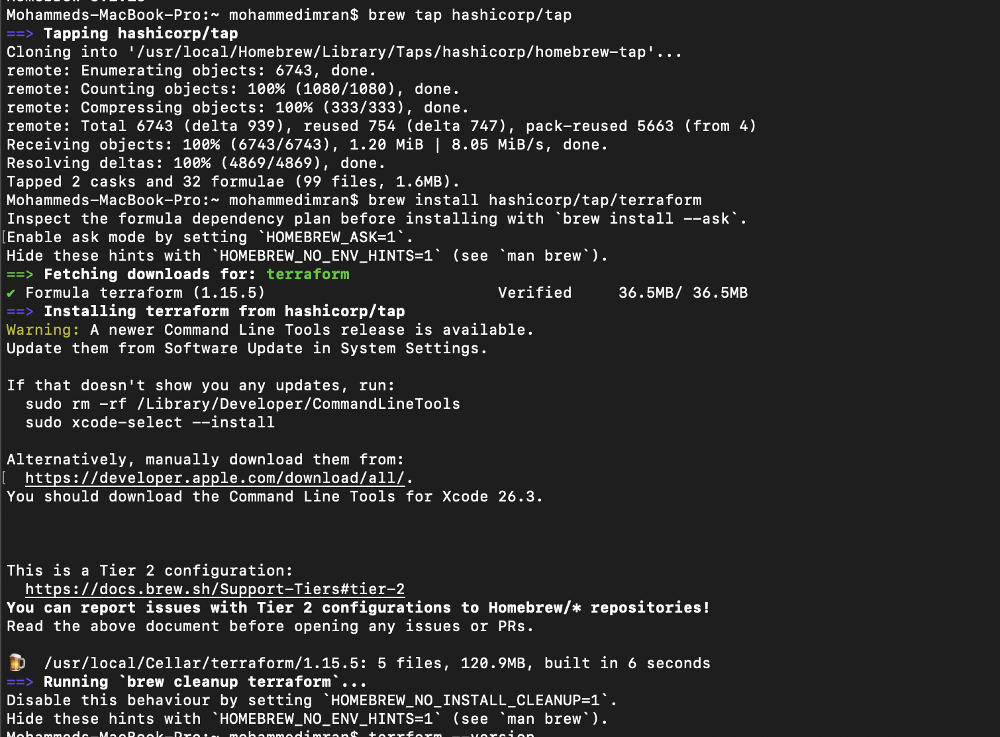 Mohammeds-MacBook-Pro:~ mohammedimran$ brew tap hashicorp/tap
==> Tapping hashicorp/tap
Cloning into '/usr/local/Homebrew/Library/Taps/hashicorp/homebrew-tap'...
remote: Enumerating objects: 6743, done.
remote: Counting objects: 100% (1080/1080), done.
remote: Compressing objects: 100% (333/333), done.
remote: Total 6743 (delta 939), reused 754 (delta 747), pack-reused 5663 (from 4)
Receiving objects: 100% (6743/6743), 1.20 MiB | 8.05 MiB/s, done.
Resolving deltas: 100% (4869/4869), done.
Tapped 2 casks and 32 formulae (99 files, 1.6MB).
Mohammeds-MacBook-Pro:~ mohammedimran$ brew install hashicorp/tap/terraform
Inspect the formula dependency plan before installing with `brew install --ask`.
[Enable ask mode by setting `HOMEBREW_ASK=1`.
Hide these hints with `HOMEBREW_NO_ENV_HINTS=1` (see `man brew`).
==> Fetching downloads for: terraform
✔ Formula terraform (1.15.5)                         Verified     36.5MB/ 36.5MB
==> Installing terraform from hashicorp/tap
Warning: A newer Command Line Tools release is available.
Update them from Software Update in System Settings.
If that doesn't show you any updates, run:
  sudo rm -rf /Library/Developer/CommandLineTools
  sudo xcode-select --install
Alternatively, manually download them from:
[  https://developer.apple.com/download/all/.
You should download the Command Line Tools for Xcode 26.3.
This is a Tier 2 configuration:
  https://docs.brew.sh/Support-Tiers#tier-2
You can report issues with Tier 2 configurations to Homebrew/* repositories!
Read the above document before opening any issues or PRs.
🍺  /usr/local/Cellar/terraform/1.15.5: 5 files, 120.9MB, built in 6 seconds
==> Running `brew cleanup terraform`...
Disable this behaviour by setting `HOMEBREW_NO_INSTALL_CLEANUP=1`.
Hide these hints with `HOMEBREW_NO_ENV_HINTS=1` (see `man brew`).
Mohammeds-MacBook-Pro:~ mohammedimran$ terrform --version